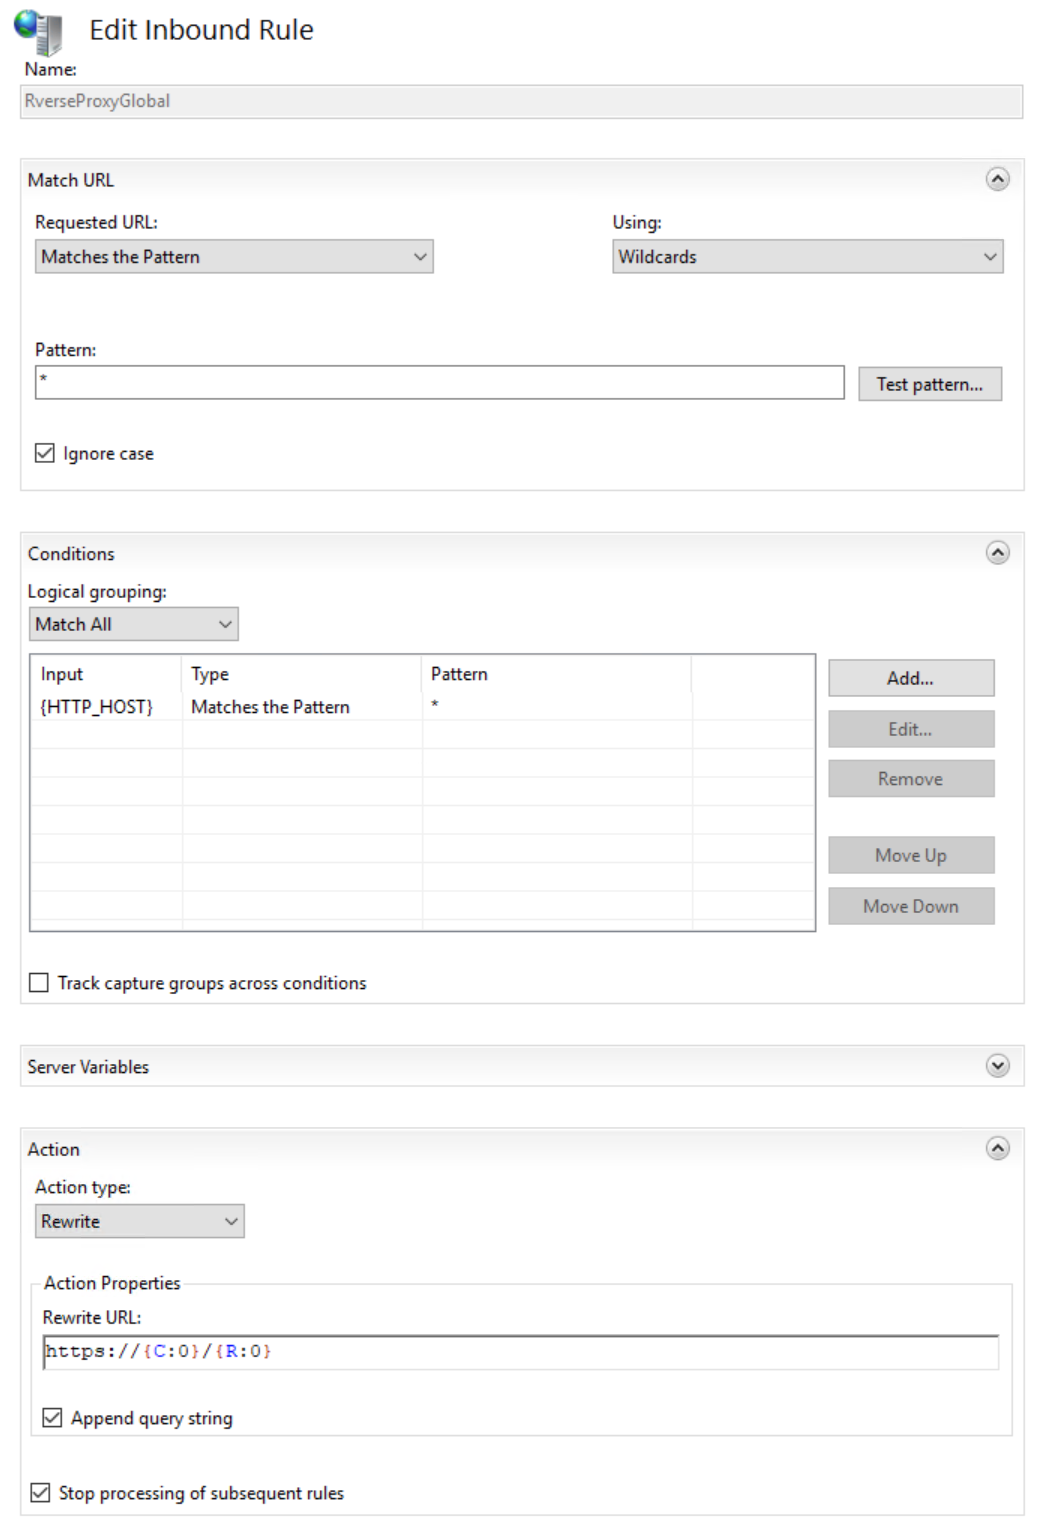 Edit Inbound Rule
Name:
RverseProxyGlobal
Match URL
Requested URL: Using:
Matches the Pattern Wildcards
Pattern:
*
Test pattern...
Ignore case
Conditions
Logical grouping:
Match All
Input Type Pattern
{HTTP_HOST} Matches the Pattern *
Add...
Edit...
Remove
Move Up
Move Down
Track capture groups across conditions
Server Variables
Action
Action type:
Rewrite
Action Properties
Rewrite URL:
https://{C:0}/{R:0}
Append query string
Stop processing of subsequent rules